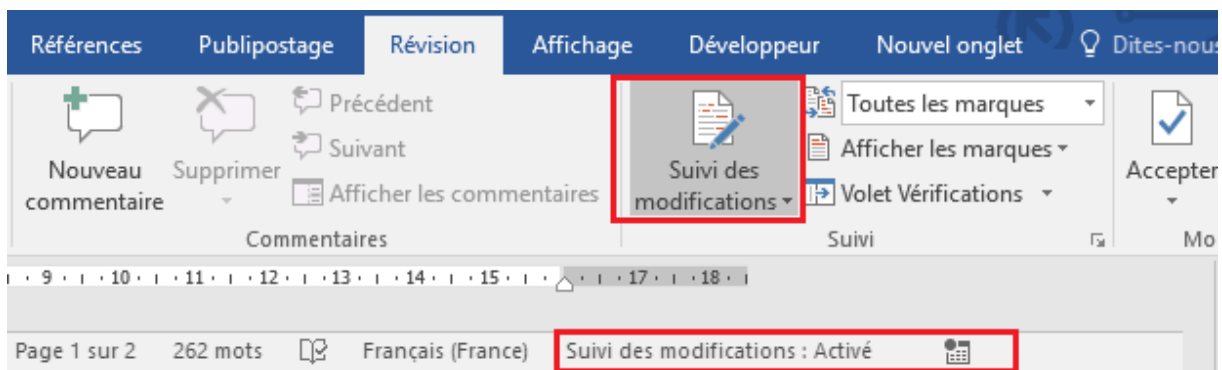 Références Publipostage Révision Affichage Développeur Nouvel onglet Dites-nous
Précédent
Suivant
Afficher les commentaires
Nouveau
commentaire
Supprimer
Commentaires
Suivi des
modifications
Toutes les marques
Afficher les marques
Volet Vérifications
Suivi
Accepter
Mo
9 10 11 12 13 14 15 17 18
Page 1 sur 2 262 mots Français (France) Suivi des modifications : Activé